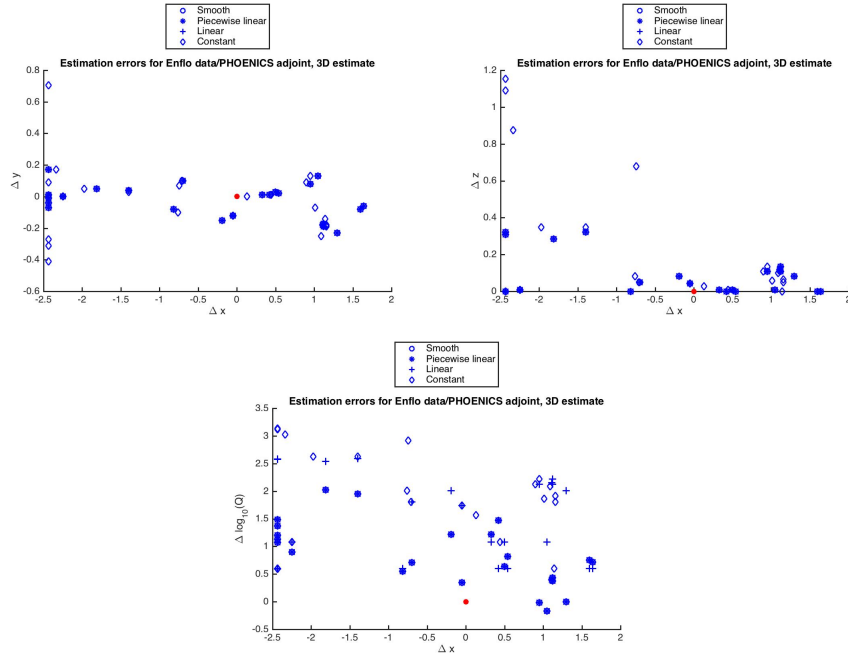 Smooth
Piecewise linear
Linear
Constant
Estimation errors for Enflo data/PHOENICS adjoint, 3D estimate
0.8
0.6
0.4
0.2
0
-0.2
-0.4
-0.6
Δ y
-2.5 -2 -1.5 -1 -0.5 0 0.5 1 1.5 2
Δ x
Smooth
Piecewise linear
Linear
Constant
Estimation errors for Enflo data/PHOENICS adjoint, 3D estimate
1.2
1
0.8
0.6
0.4
0.2
0
Δ z
-2.5 -2 -1.5 -1 -0.5 0 0.5 1 1.5 2
Δ x
Smooth
Piecewise linear
Linear
Constant
Estimation errors for Enflo data/PHOENICS adjoint, 3D estimate
3.5
3
2.5
2
1.5
1
0.5
0
-0.5
Δ log10(Q)
-2.5 -2 -1.5 -1 -0.5 0 0.5 1 1.5 2
Δ x